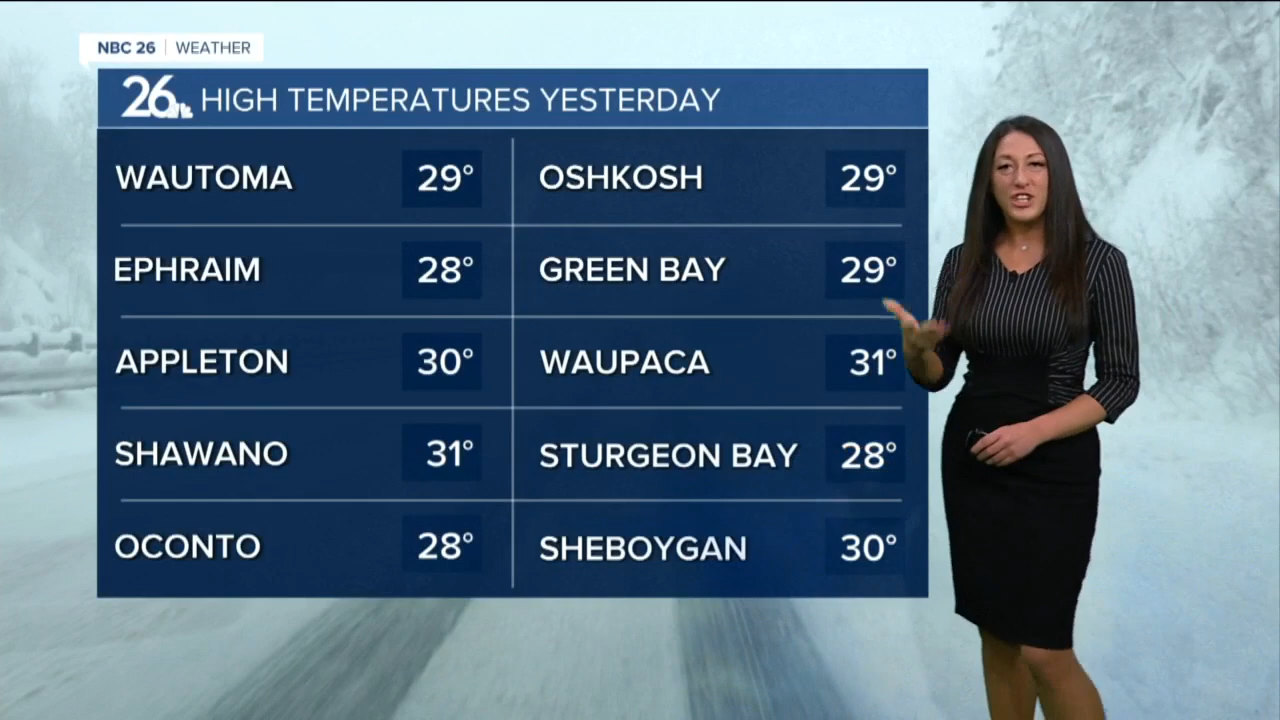 NBC 26 | WEATHER
26 HIGH TEMPERATURES YESTERDAY
WAUTOMA 29°
EPHRAIM 28°
APPLETON 30°
SHAWANO 31°
OCONTO 28°
OSHKOSH 29°
GREEN BAY 29°
WAUPACA 31°
STURGEON BAY 28°
SHEBOYGAN 30°